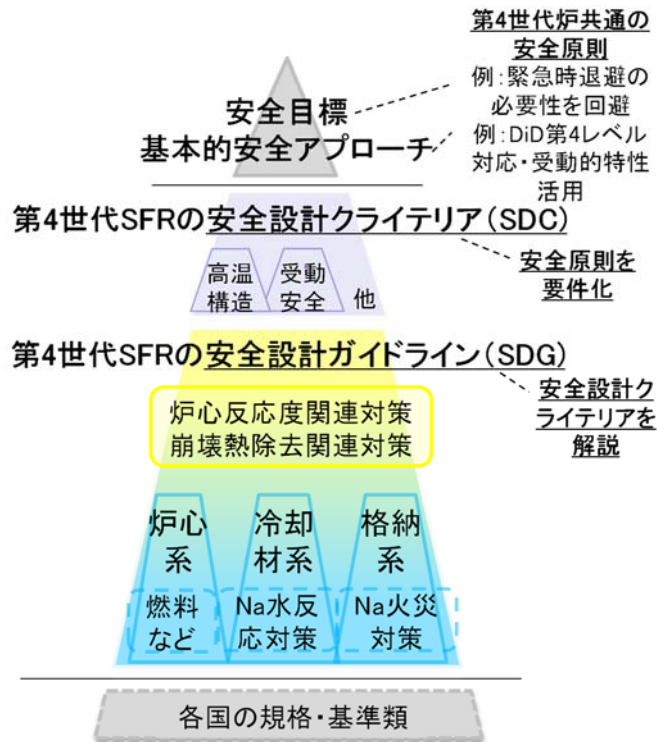 第4世代炉共通の
安全原則
例：緊急時退避の
必要性を回避
例：DiD第4レベル
対応・受動的特性
活用
安全目標
基本的安全アプローチ
第4世代SFRの安全設計クライテリア（SDC）
安全原則を
要件化
高温
構造
受動
安全
他
第4世代SFRの安全設計ガイドライン（SDG）
安全設計ク
ライテリアを
解説
炉心反応度関連対策
崩壊熱除去関連対策
炉心
系
冷却
材系
格納
系
燃料
など
Na水反
応対策
Na火災
対策
各国の規格・基準類